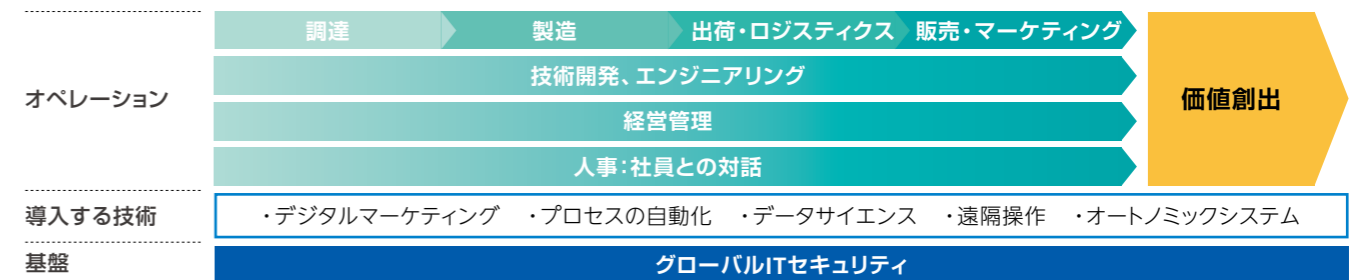 調達
製造
出荷・ロジスティクス
販売・マーケティング
オペレーション
技術開発、エンジニアリング
経営管理
人事：社員との対話
価値創出
導入する技術
・デジタルマーケティング ・プロセスの自動化 ・データサイエンス ・遠隔操作 ・オートノミックシステム
基盤
グローバルITセキュリティ